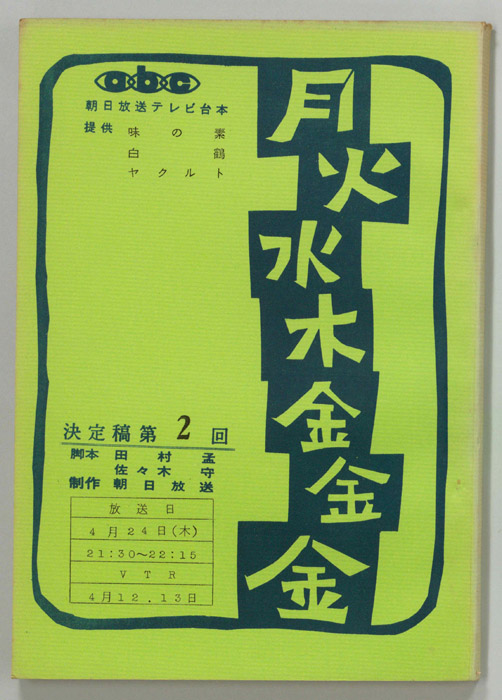 abc
朝日放送テレビ台本
提供 味の素
白鶴
ヤクルト
月火水木金金金
決定稿第2回
脚本 田村孟
佐々木守
制作 朝日放送
放送日
4月24日(木)
21:30~22:15
VTR
4月12.13日